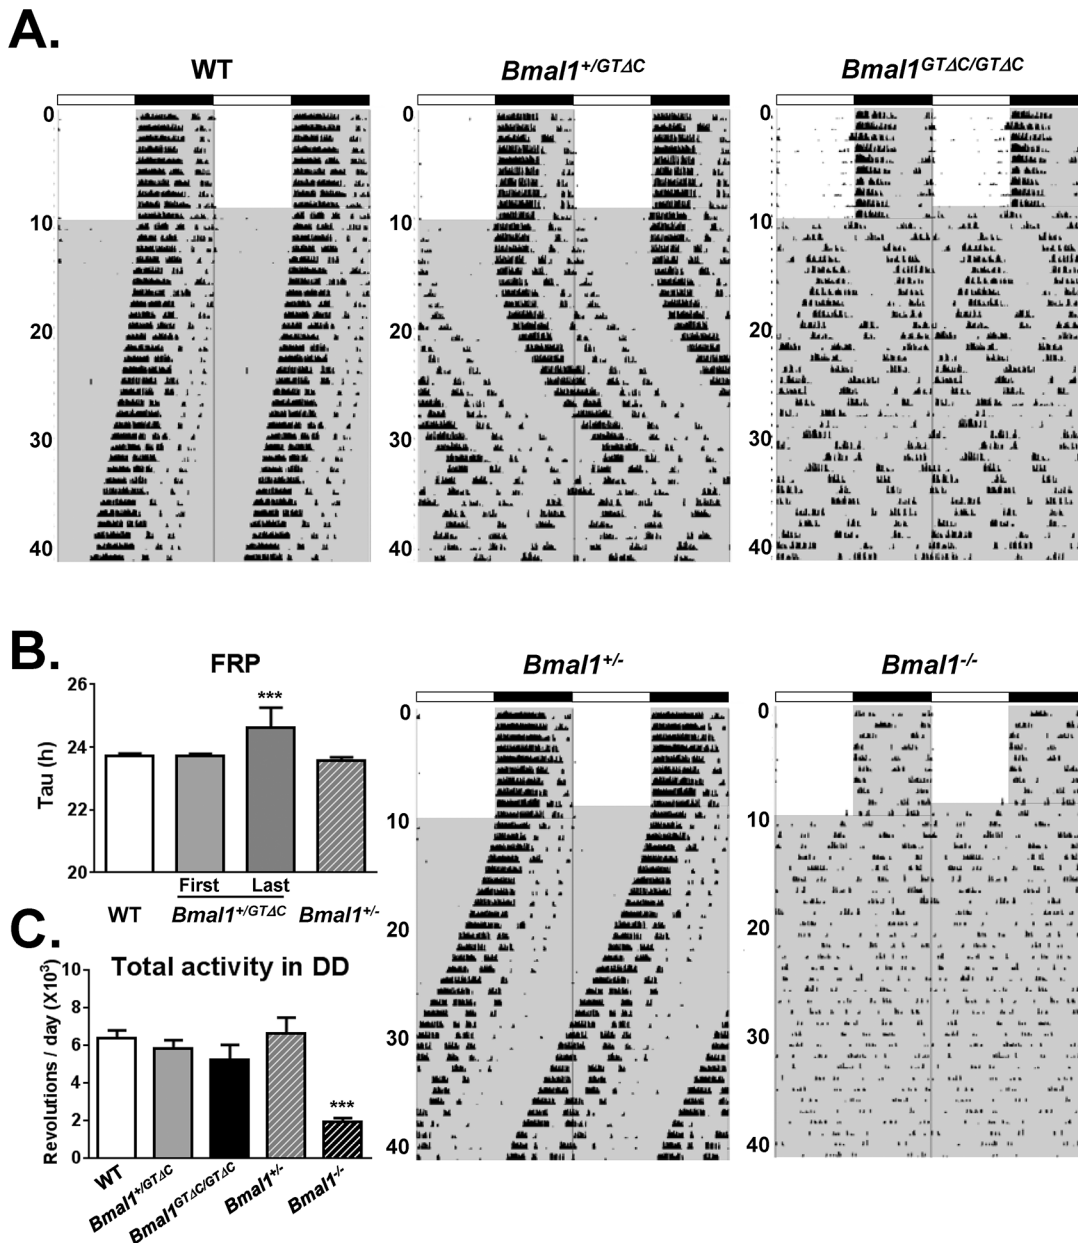 A.
WT
Bmal1+/GTΔC
Bmal1GTΔC/GTΔC
0
10
20
30
40
0
10
20
30
40
0
10
20
30
40
B.
FRP
Tau (h)
26
24
22
20
***
First
Last
WT
Bmal1+/GTΔC
Bmal1+/-
C.
Total activity in DD
Revolutions / day (X10³)
10
8
6
4
2
0
***
WT
Bmal1+/GTΔC
Bmal1GTΔC/GTΔC
Bmal1+/-
Bmal1-/-
Bmal1+/-
Bmal1-/-
0
10
20
30
40
0
10
20
30
40